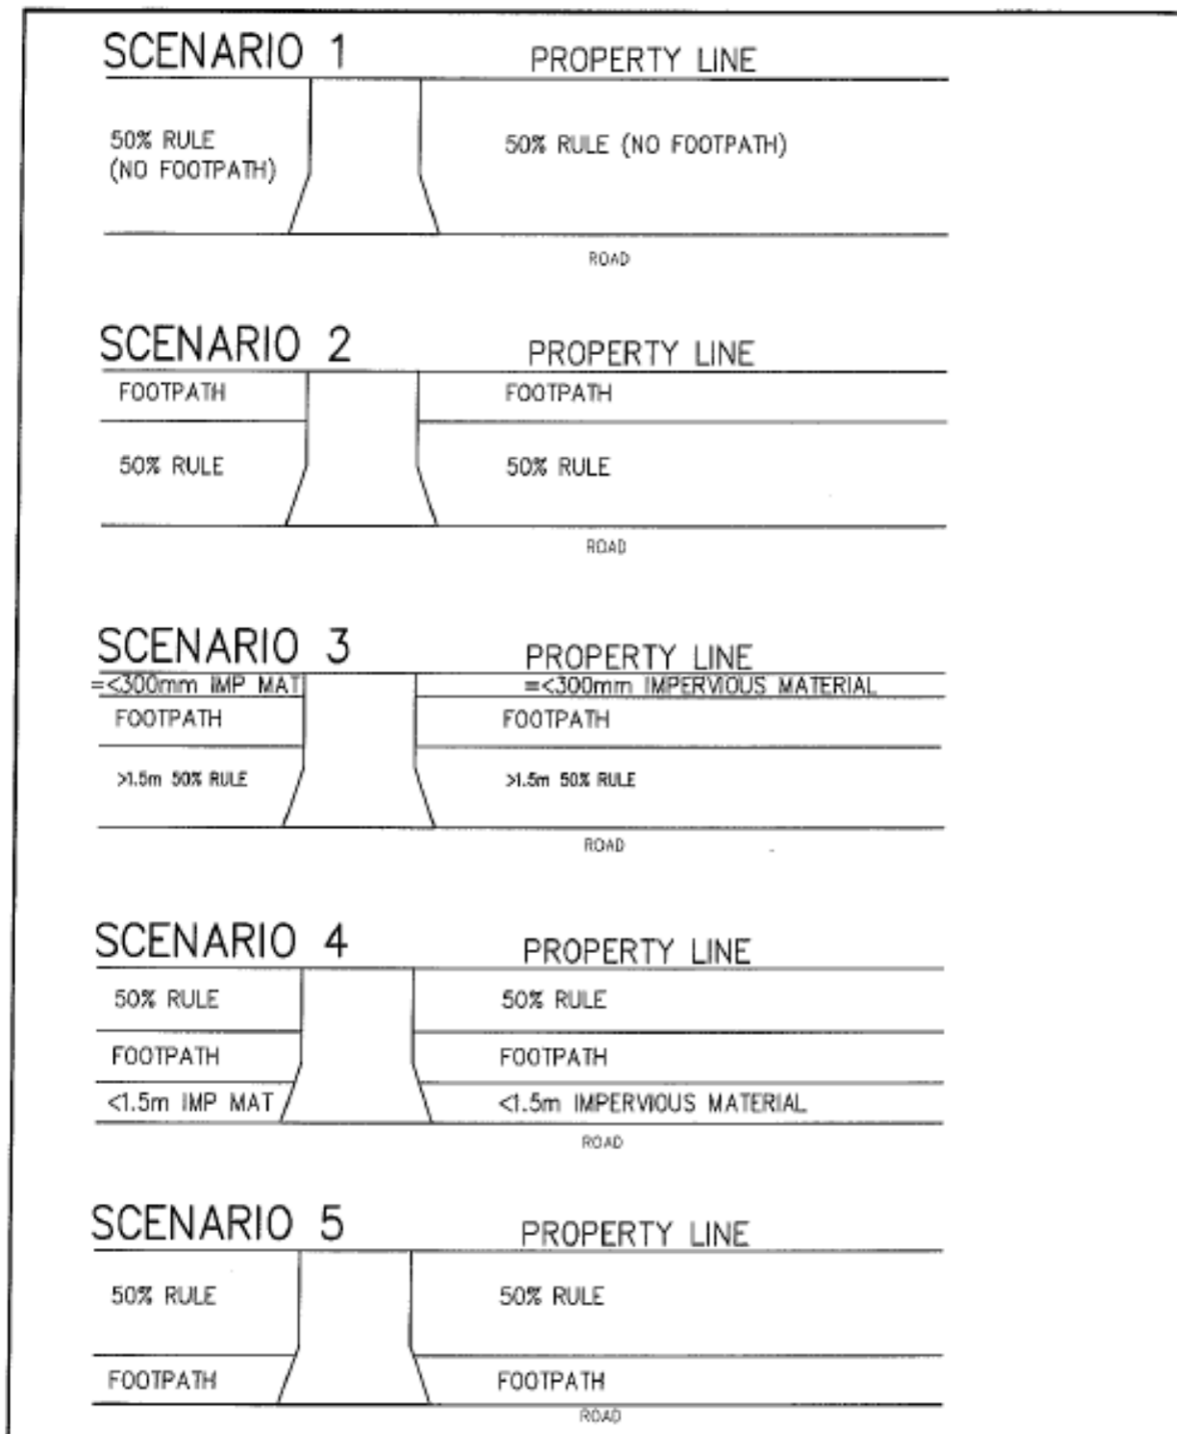 SCENARIO 1
PROPERTY LINE
50% RULE
(NO FOOTPATH)
50% RULE (NO FOOTPATH)
ROAD
SCENARIO 2
PROPERTY LINE
FOOTPATH
FOOTPATH
50% RULE
50% RULE
ROAD
SCENARIO 3
PROPERTY LINE
=<300mm IMP MAT
=<300mm IMPERVIOUS MATERIAL
FOOTPATH
FOOTPATH
>1.5m 50% RULE
>1.5m 50% RULE
ROAD
SCENARIO 4
PROPERTY LINE
50% RULE
50% RULE
FOOTPATH
FOOTPATH
<1.5m IMP MAT
<1.5m IMPERVIOUS MATERIAL
ROAD
SCENARIO 5
PROPERTY LINE
50% RULE
50% RULE
FOOTPATH
FOOTPATH
ROAD